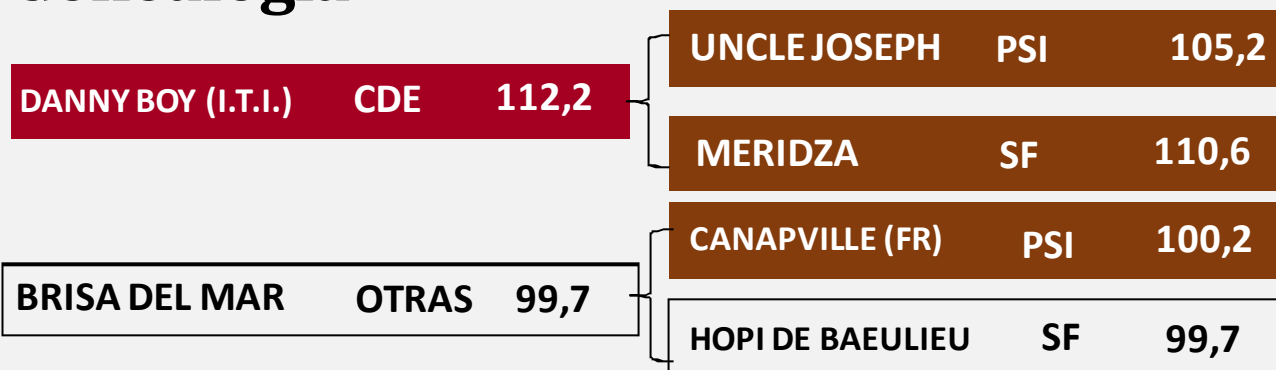 UNCLE JOSEPH PSI 105,2
DANNY BOY (I.T.I.) CDE 112,2
MERIDZA SF 110,6
CANAPVILLE (FR) PSI 100,2
BRISA DEL MAR OTRAS 99,7
HOPI DE BAEULIEU SF 99,7